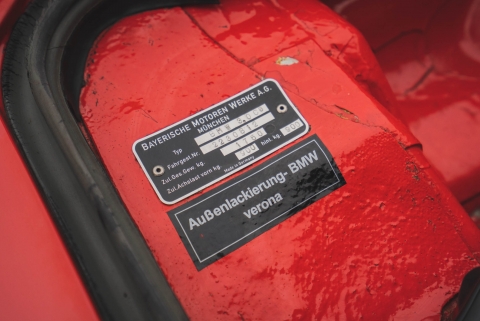 BAYERISCHE MOTOREN WERKE A.G.
MÜNCHEN
Typ
Fahrgest.Nr.
Zul.Ges.Gew. kg.
Zul.Achslast vorn kg. hint. kg.
Made in Germany
Außenlackierung-BMW
verona